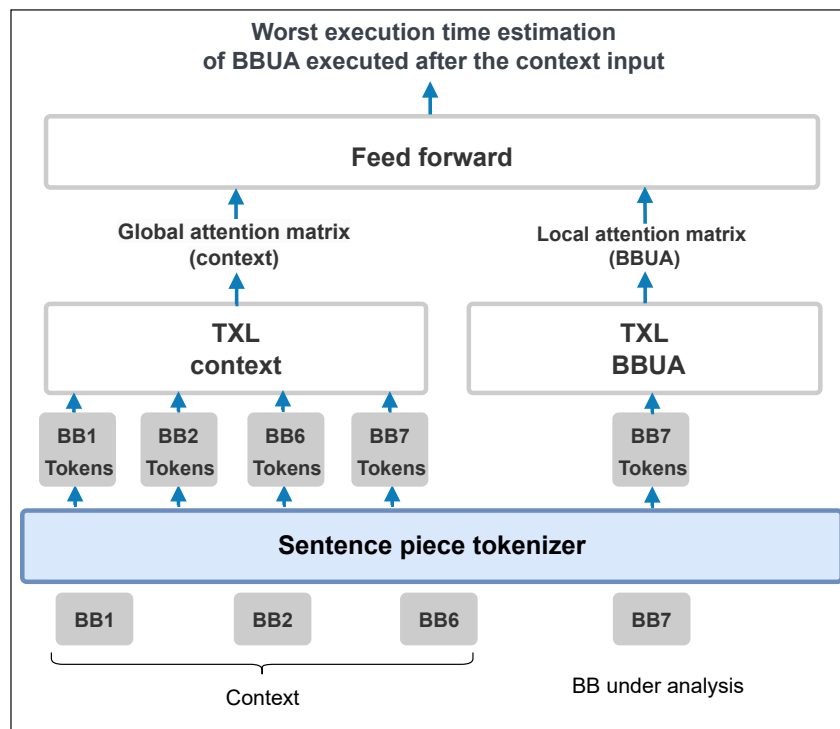 Worst execution time estimation
of BBUA executed after the context input
Feed forward
Global attention matrix
(context)
Local attention matrix
(BBUA)
TXL
context
TXL
BBUA
BB1
Tokens
BB2
Tokens
BB6
Tokens
BB7
Tokens
BB7
Tokens
Sentence piece tokenizer
BB1
BB2
BB6
BB7
Context
BB under analysis